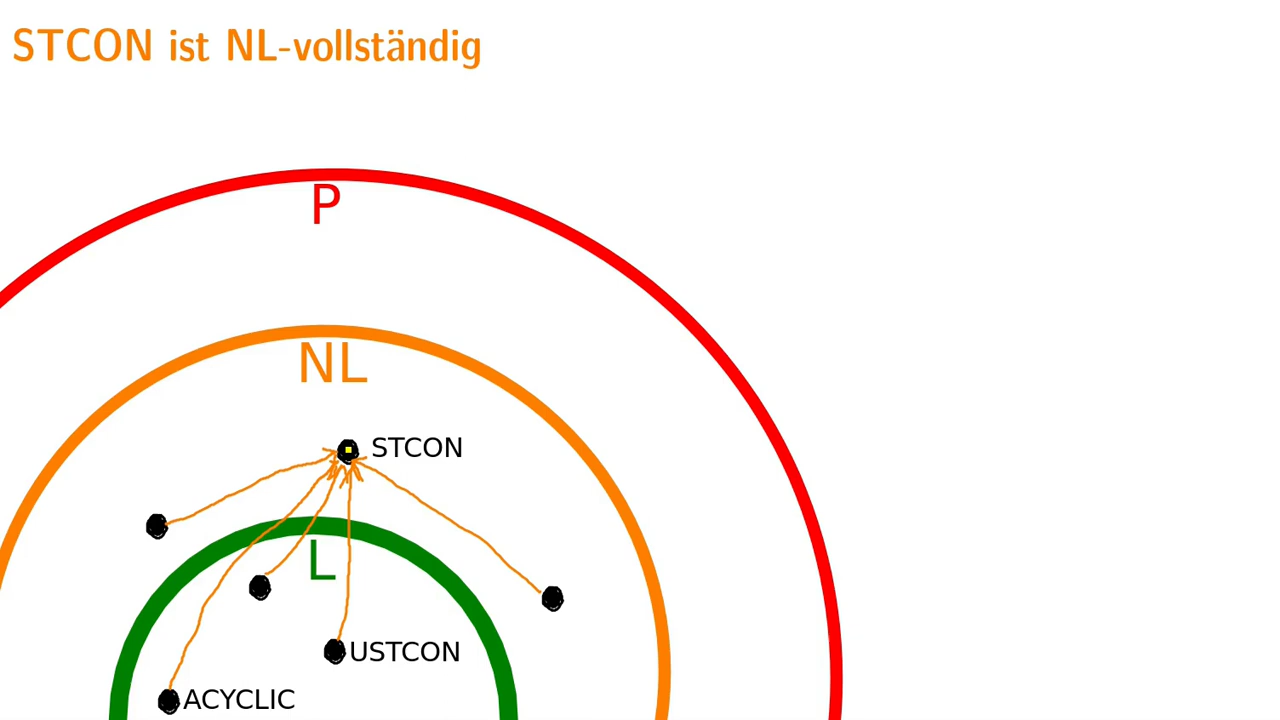 STCON ist NL-vollständig
P
NL
STCON
L
USTCON
ACYCLIC